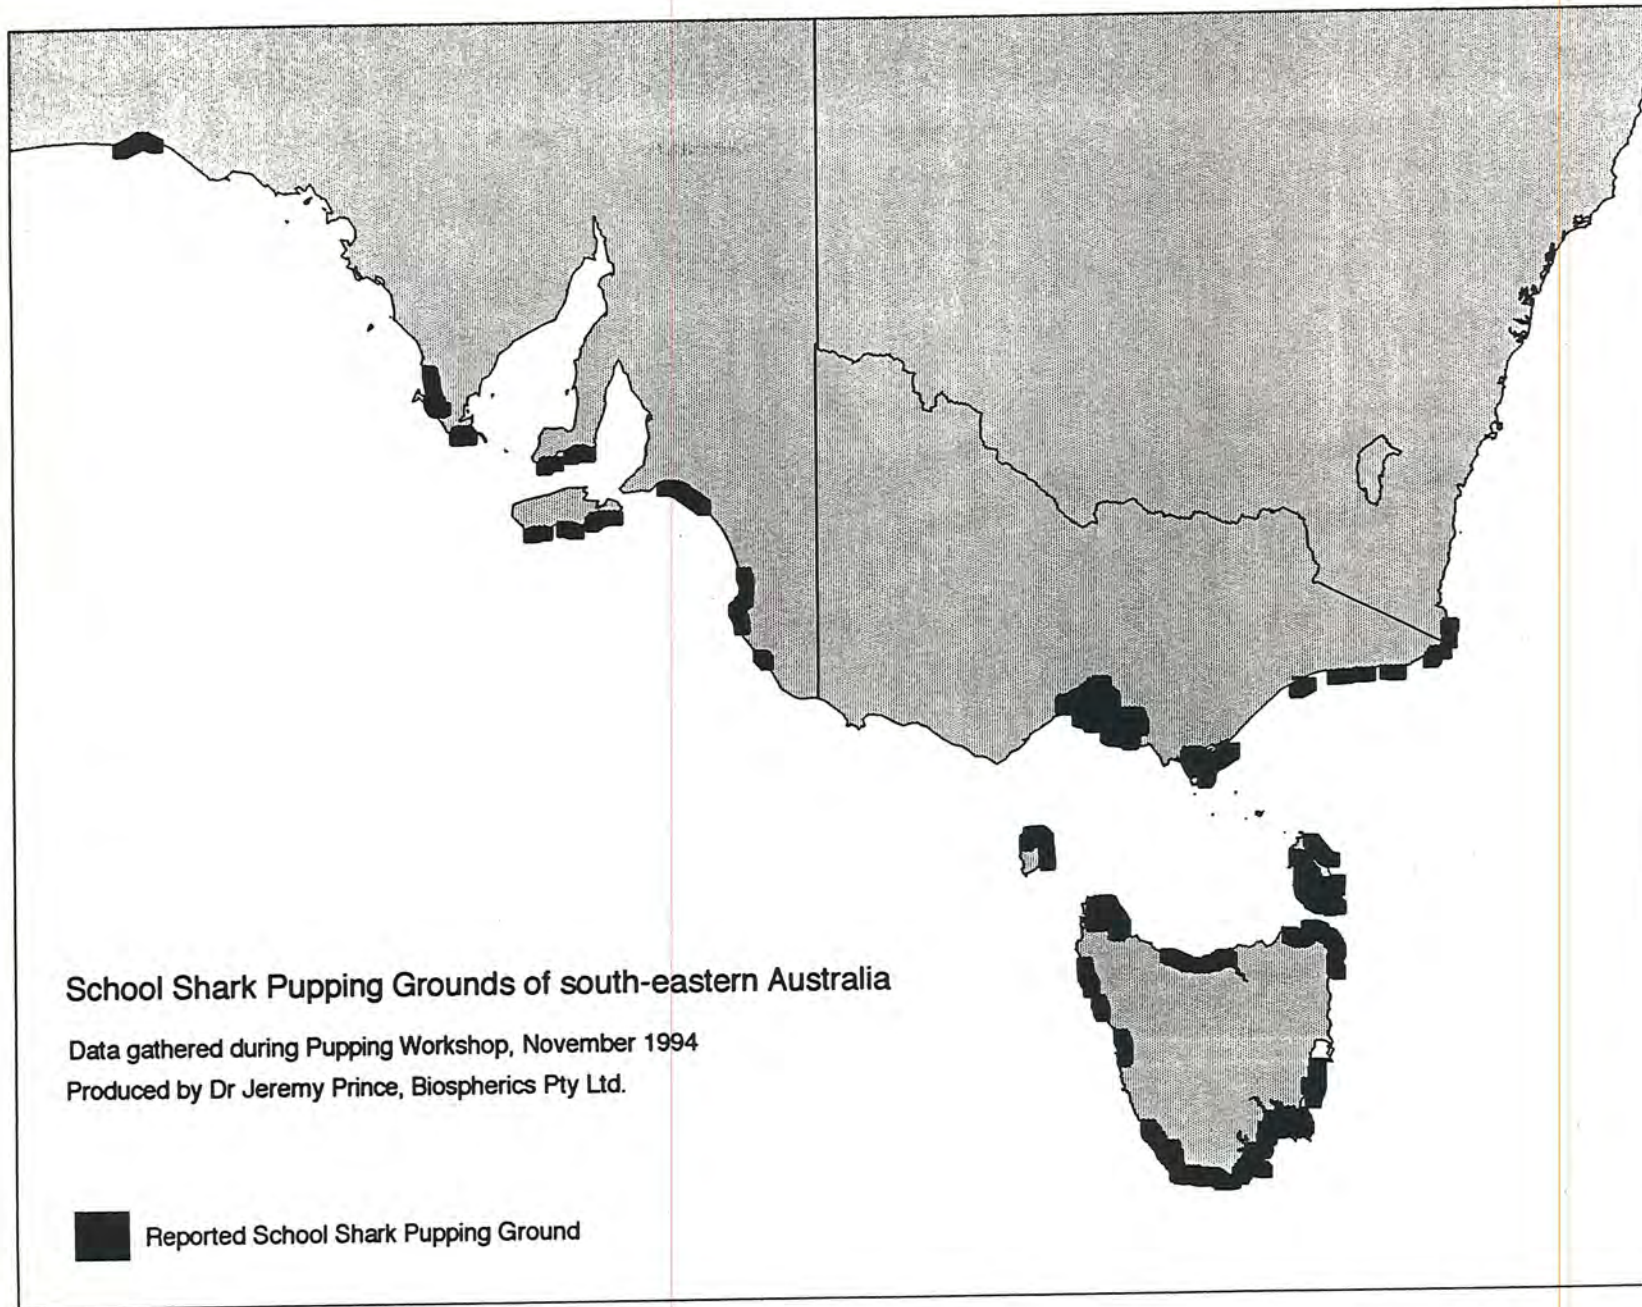 School Shark Pupping Grounds of south-eastern Australia
Data gathered during Pupping Workshop, November 1994
Produced by Dr Jeremy Prince, Biospherics Pty Ltd.
Reported School Shark Pupping Ground